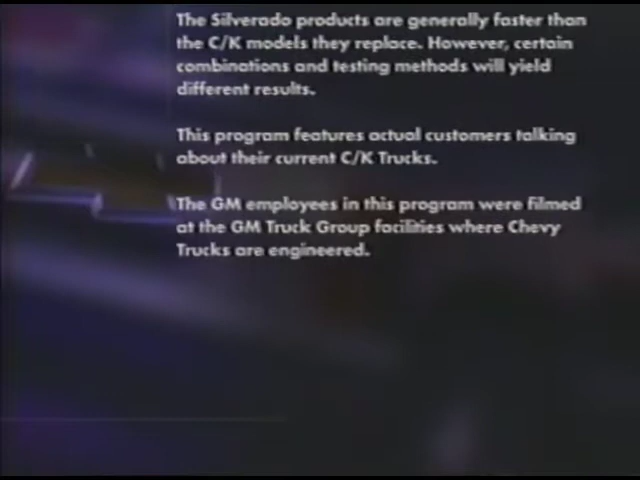 The Silverado products are generally faster than
the C/K models they replace. However, certain
combinations and testing methods will yield
different results.
This program features actual customers talking
about their current C/K Trucks.
The GM employees in this program were filmed
at the GM Truck Group facilities where Chevy
Trucks are engineered.